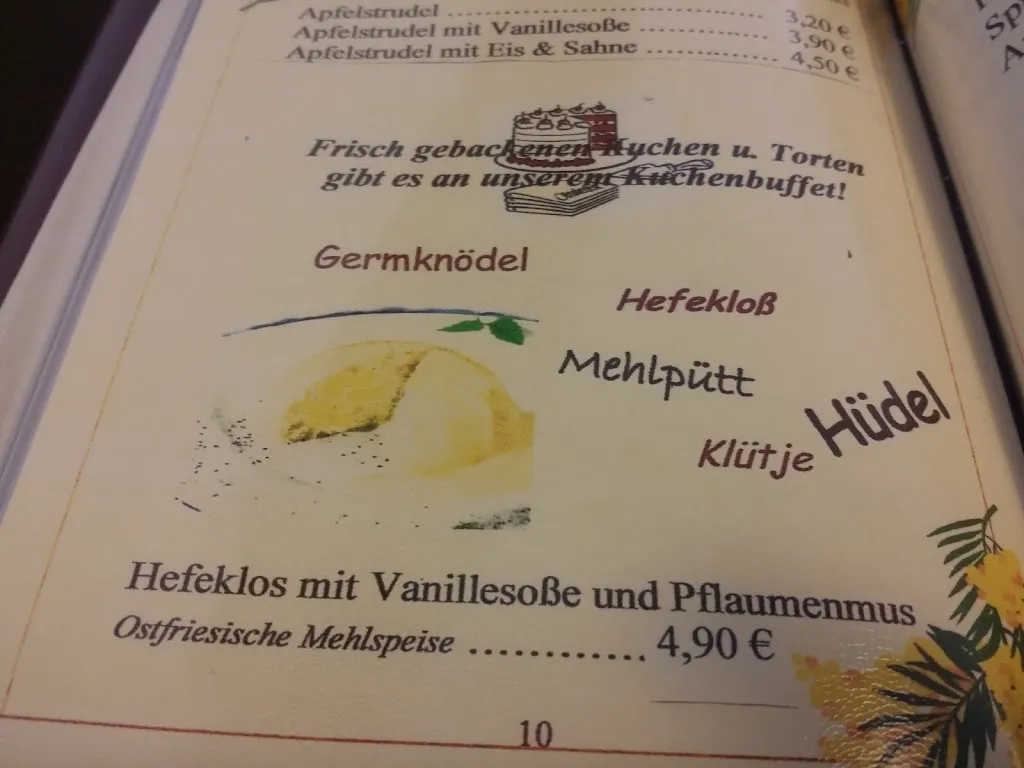 Apfelstrudel ........................................ 3,20 €
Apfelstrudel mit Vanillesoße ................... 3,90 €
Apfelstrudel mit Eis & Sahne .................. 4,50 €
Frisch gebackenen Kuchen u. Torten
gibt es an unserem Kuchenbuffet!
Germknödel
Hefekloß
Mehlpütt
Hüdel
Klütje
Hefeklos mit Vanillesoße und Pflaumenmus
Ostfriesische Mehlspeise ............. 4,90 €
10